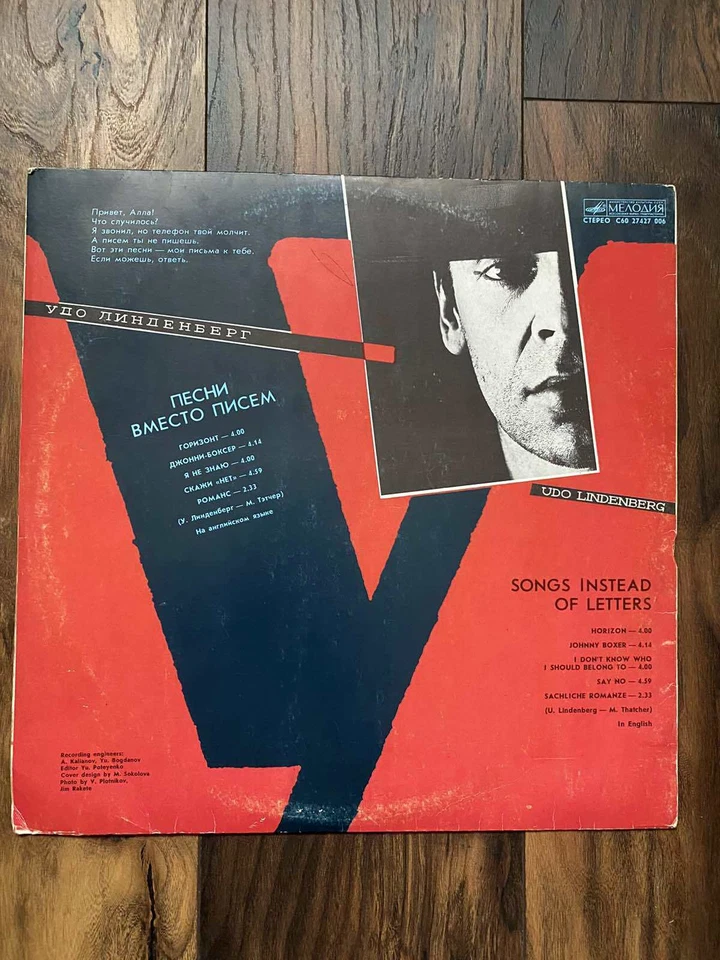 Привет, Алла!
Что случилось?
Я звонил, но телефон твой молчит.
А писем ты не пишешь.
Вот эти песни — мои письма к тебе.
Если можешь, ответь.
МЕЛОДИЯ
СТЕРЕО С60 27427 006
УДО ЛИНДЕНБЕРГ
ПЕСНИ
ВМЕСТО ПИСЕМ
ГОРИЗОНТ — 4.00
ДЖОННИ-БОКСЕР — 4.14
Я НЕ ЗНАЮ — 4.00
СКАЖИ «НЕТ» — 4.59
РОМАНС — 2.33
(У. Линденберг — М. Тэтчер)
На английском языке
UDO LINDENBERG
SONGS INSTEAD
OF LETTERS
HORIZON — 4.00
JOHNNY BOXER — 4.14
I DON'T KNOW WHO
I SHOULD BELONG TO — 4.00
SAY NO — 4.59
SACHLICHE ROMANZE — 2.33
(U. Lindenberg — M. Thatcher)
In English
Recording engineers:
A. Kalianov, Yu. Bogdanov
Editor Yu. Poteyenko
Cover design by M. Sokolova
Photo by V. Plotnikov,
Jim Rakete